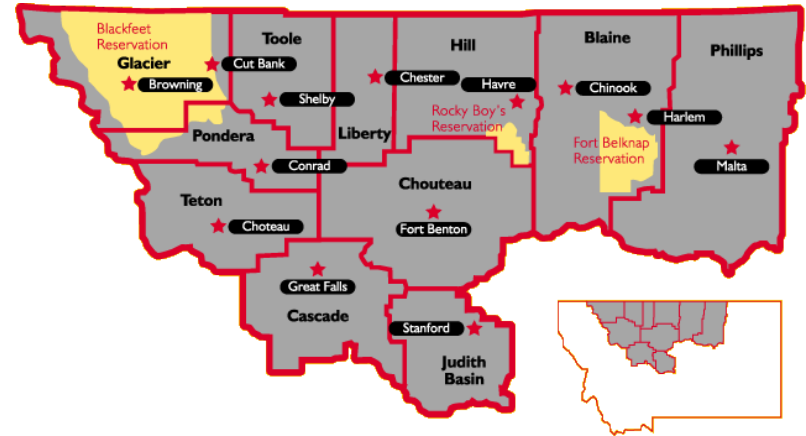 Blackfeet
Reservation
Glacier
Browning
Cut Bank
Toole
Shelby
Liberty
Chester
Hill
Havre
Rocky Boy's
Reservation
Blaine
Chinook
Harlem
Fort Belknap
Reservation
Phillips
Malta
Pondera
Conrad
Teton
Choteau
Chouteau
Fort Benton
Great Falls
Cascade
Stanford
Judith
Basin